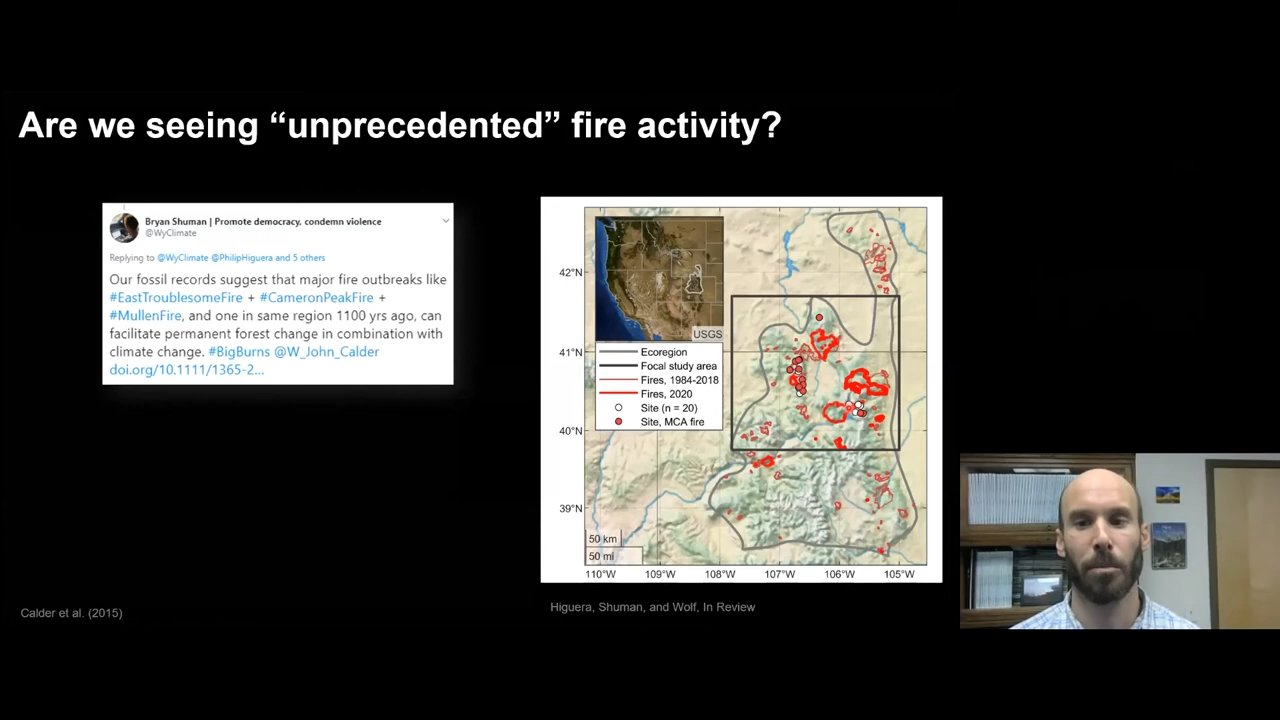 Are we seeing “unprecedented” fire activity?
Bryan Shuman | Promote democracy, condemn violence
@WyClimate
Replying to @WyClimate @PhilipHiguera and 5 others
Our fossil records suggest that major fire outbreaks like
#EastTroublesomeFire + #CameronPeakFire +
#MullenFire, and one in same region 1100 yrs ago, can
facilitate permanent forest change in combination with
climate change. #BigBurns @W_John_Calder
doi.org/10.1111/1365-2...
Calder et al. (2015)
42°N
41°N
40°N
39°N
USGS
Ecoregion
Focal study area
Fires, 1984-2018
Fires, 2020
Site (n = 20)
Site, MCA fire
50 km
50 mi
110°W 109°W 108°W 107°W 106°W 105°W
Higuera, Shuman, and Wolf, In Review